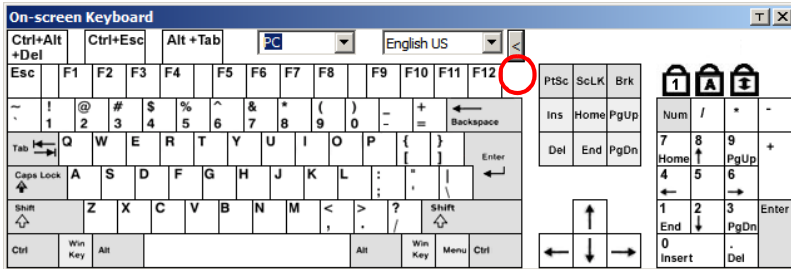 On-screen Keyboard T X
Ctrl+Alt +Del Ctrl+Esc Alt +Tab PC English US <
Esc F1 F2 F3 F4 F5 F6 F7 F8 F9 F10 F11 F12 PtSc ScLK Brk 1 A
~ ! @ # $ % ^ & * ( ) _ +
` 1 2 3 4 5 6 7 8 9 0 - = Backspace Ins Home PgUp Num / * -
Tab Q W E R T Y U I O P { }
[ ] Enter Del End PgDn 7 8 9 +
Home ↑ PgUp
Caps Lock A S D F G H J K L : " |
; ' \ 4 5 6
← →
Shift Z X C V B N M < > ? Shift
, . / ↑ 1 2 3 Enter
End ↓ PgDn
Ctrl Win Key Alt Alt Win Key Menu Ctrl ← ↓ → 0 .
Insert Del